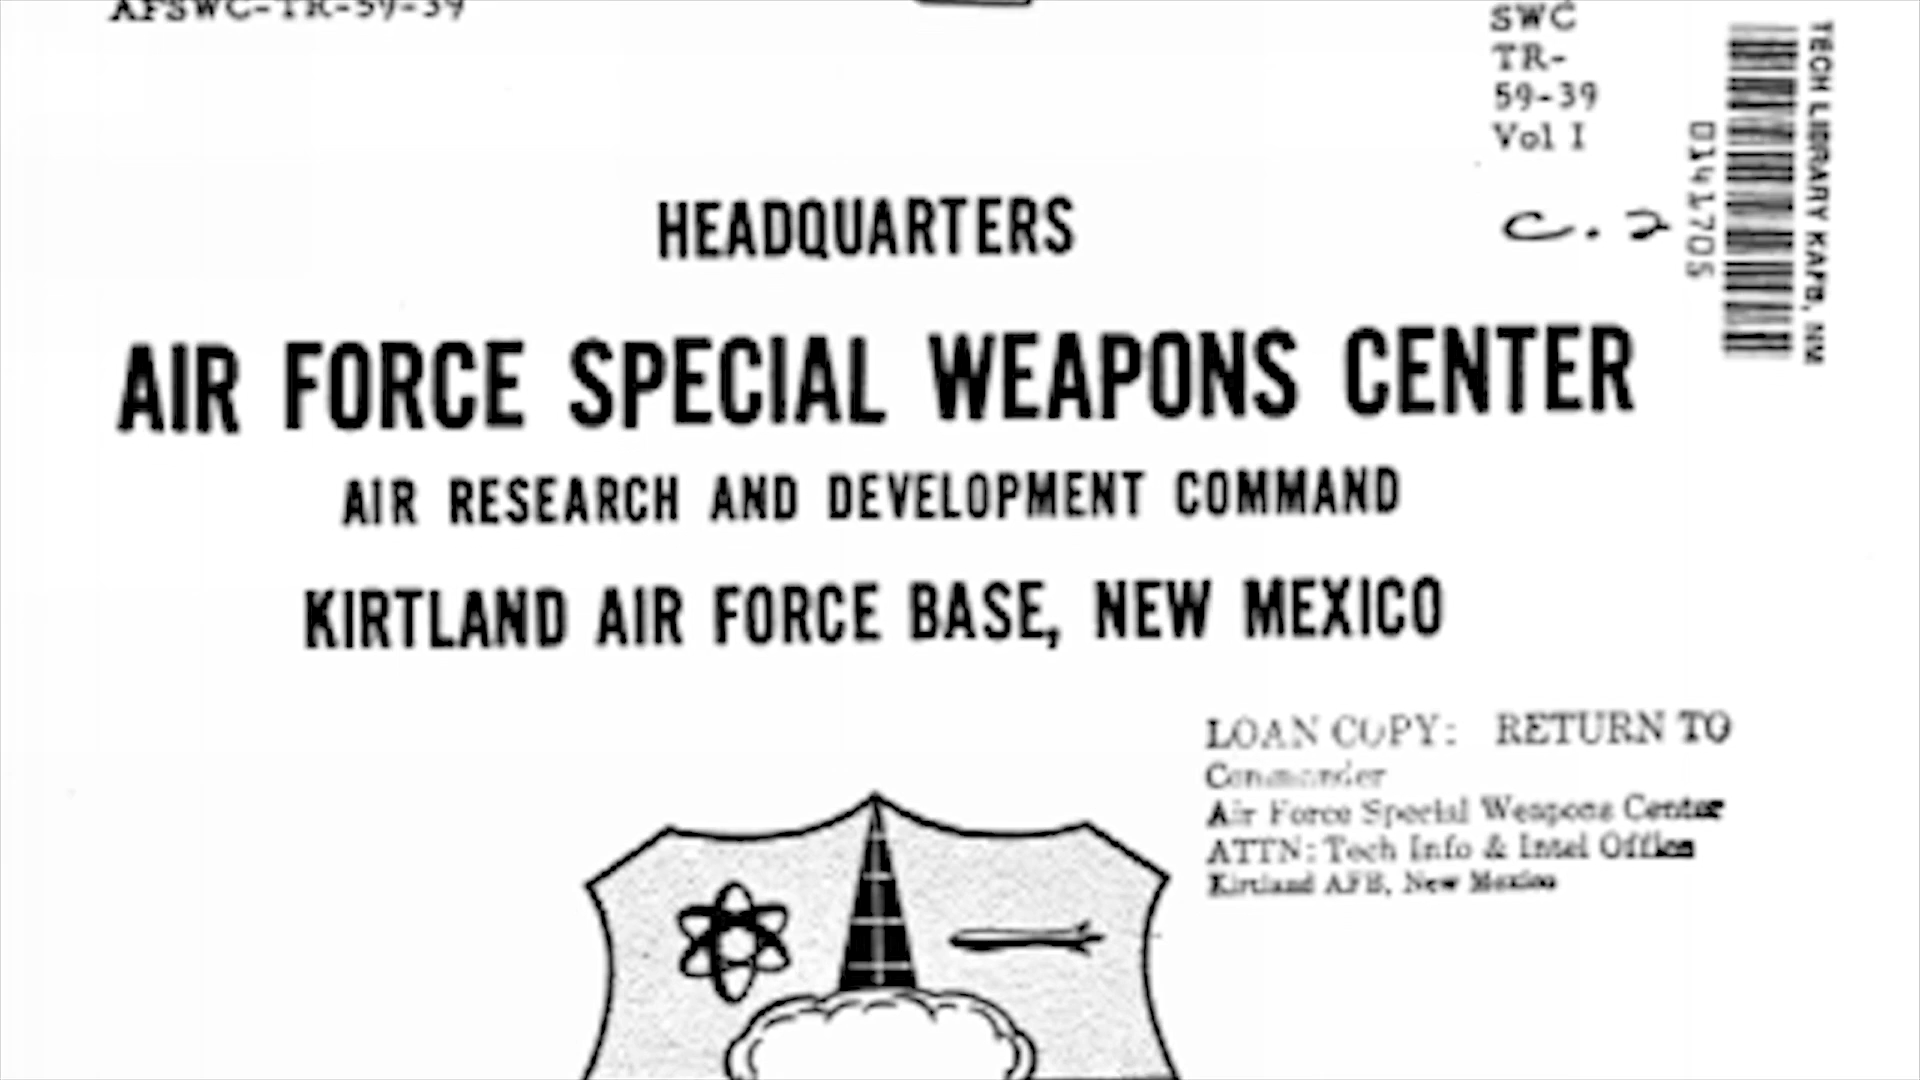 AFSWC-TR-59-39
SWC
TR-
59-39
Vol I
C.2
0141705
TECH LIBRARY KAFB, NM
HEADQUARTERS
AIR FORCE SPECIAL WEAPONS CENTER
AIR RESEARCH AND DEVELOPMENT COMMAND
KIRTLAND AIR FORCE BASE, NEW MEXICO
LOAN COPY: RETURN TO
Commander
Air Force Special Weapons Center
ATTN: Tech Info & Intel Office
Kirtland AFB, New Mexico